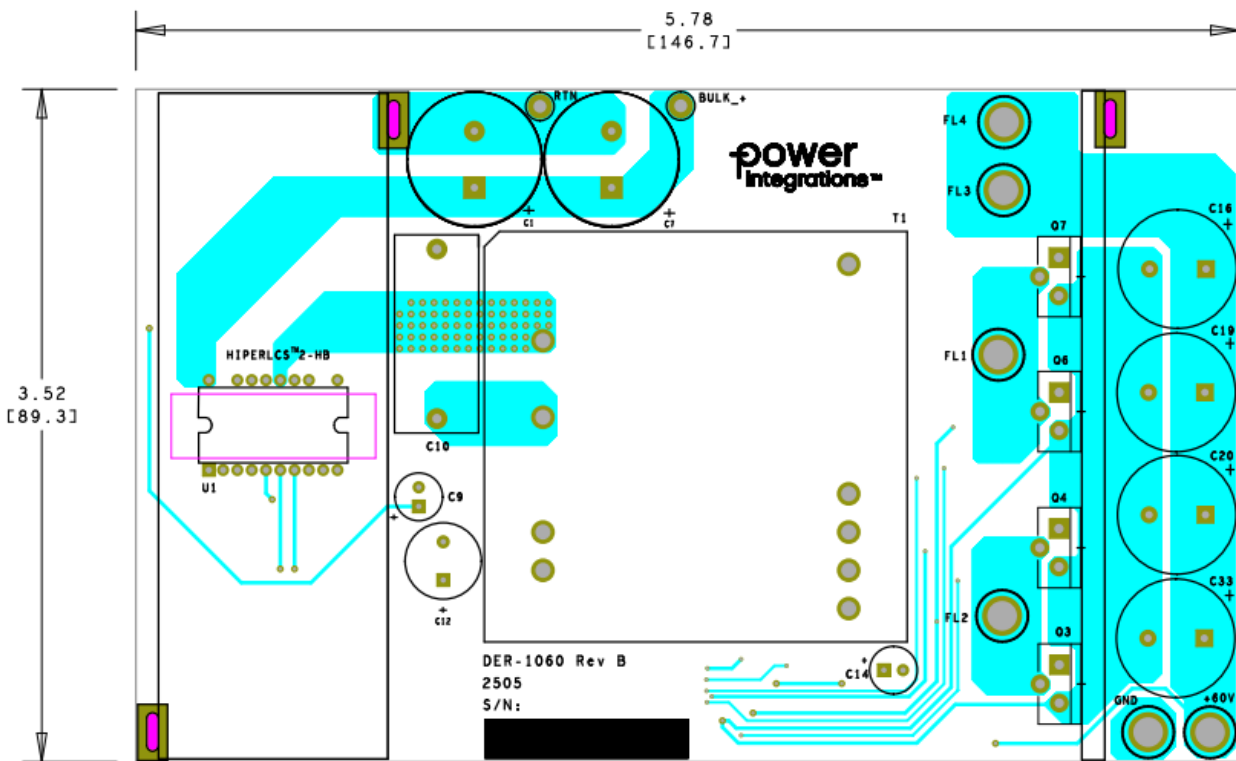 5.78
[146.7]
RTN
BULK_+
FL4
power
integrations™
FL3
+
C1
+
C7
T1
Q7
C16
+
HIPERLCS™2-HB
FL1
Q6
C19
+
3.52
[89.3]
C10
U1
C9
+
Q4
C20
+
+
C12
FL2
Q3
C33
+
DER-1060 Rev B
2505
S/N:
+
C14
GND
+60V